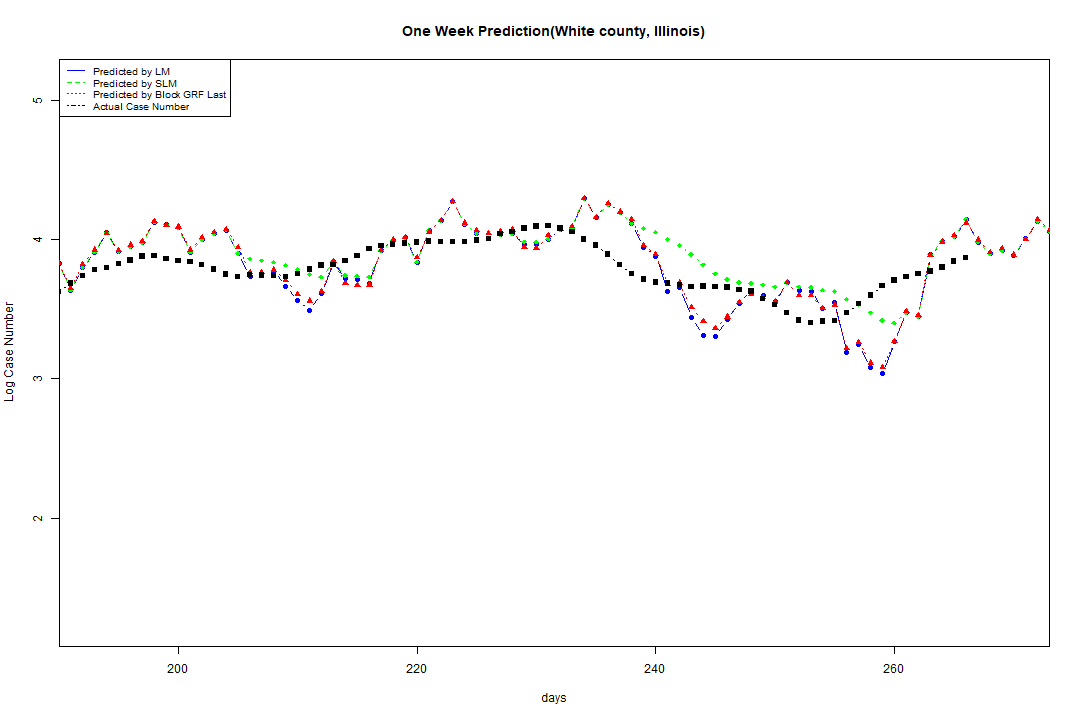 One Week Prediction(White county, Illinois)
Predicted by LM
Predicted by SLM
Predicted by Block GRF Last
Actual Case Number
5
4
3
2
Log Case Number
200 220 240 260
days